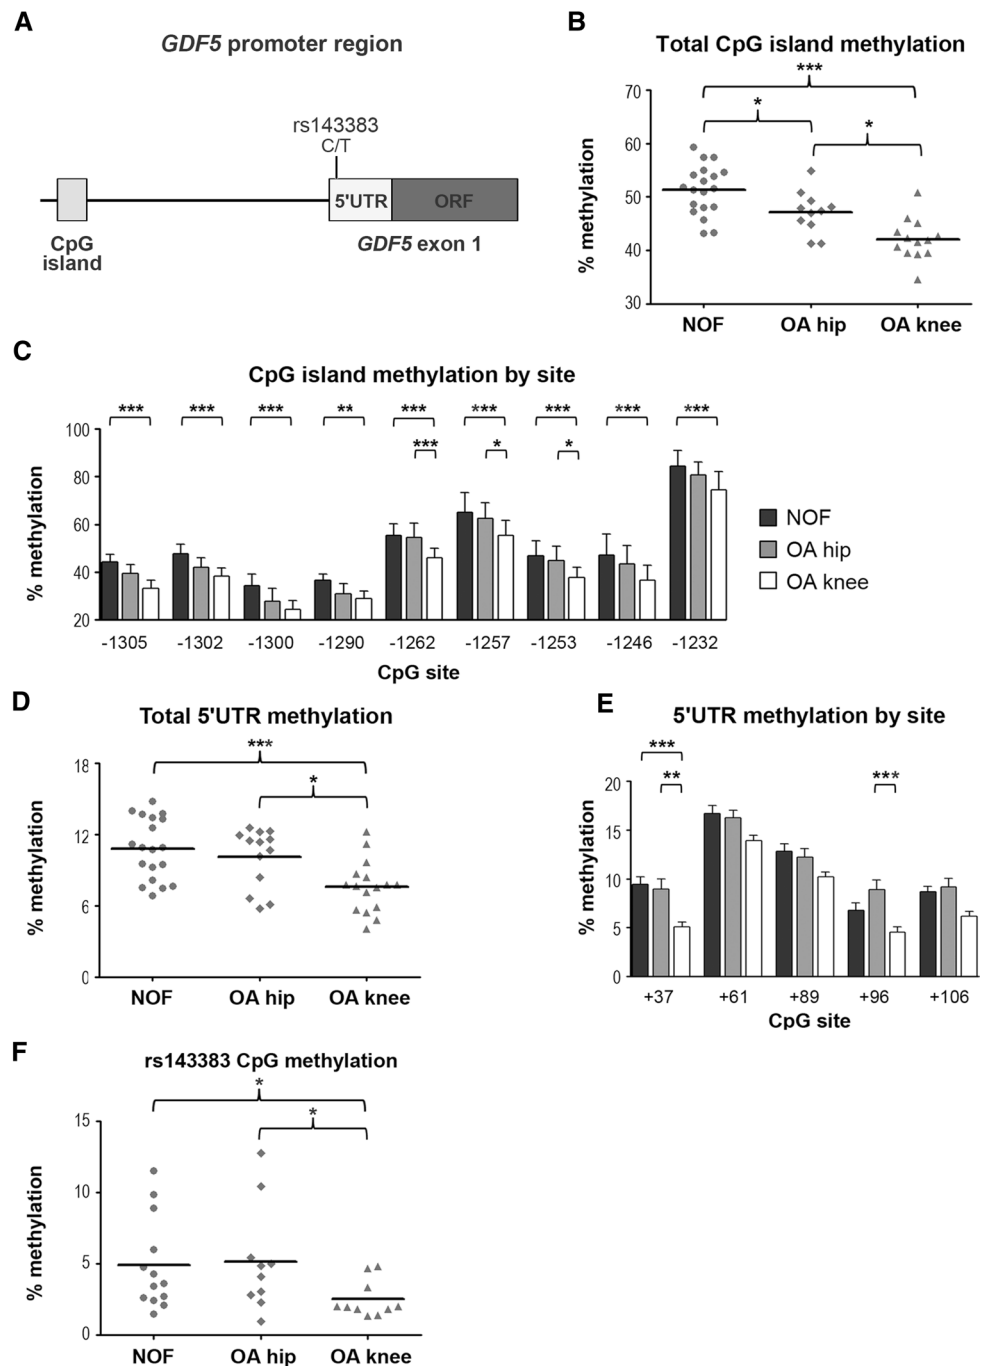 A
GDF5 promoter region
rs143383
C/T
5'UTR
ORF
CpG
island
GDF5 exon 1
B
Total CpG island methylation
***
*
*
% methylation
70
60
50
40
30
NOF
OA hip
OA knee
C
CpG island methylation by site
*** *** *** ** *** *** *** *** ***
*** * *
% methylation
100
80
60
40
20
-1305 -1302 -1300 -1290 -1262 -1257 -1253 -1246 -1232
CpG site
NOF
OA hip
OA knee
D
Total 5'UTR methylation
***
*
% methylation
18
12
6
0
NOF OA hip OA knee
E
5'UTR methylation by site
***
** ***
% methylation
20
15
10
5
0
+37 +61 +89 +96 +106
CpG site
F
rs143383 CpG methylation
*
*
% methylation
15
10
5
0
NOF OA hip OA knee